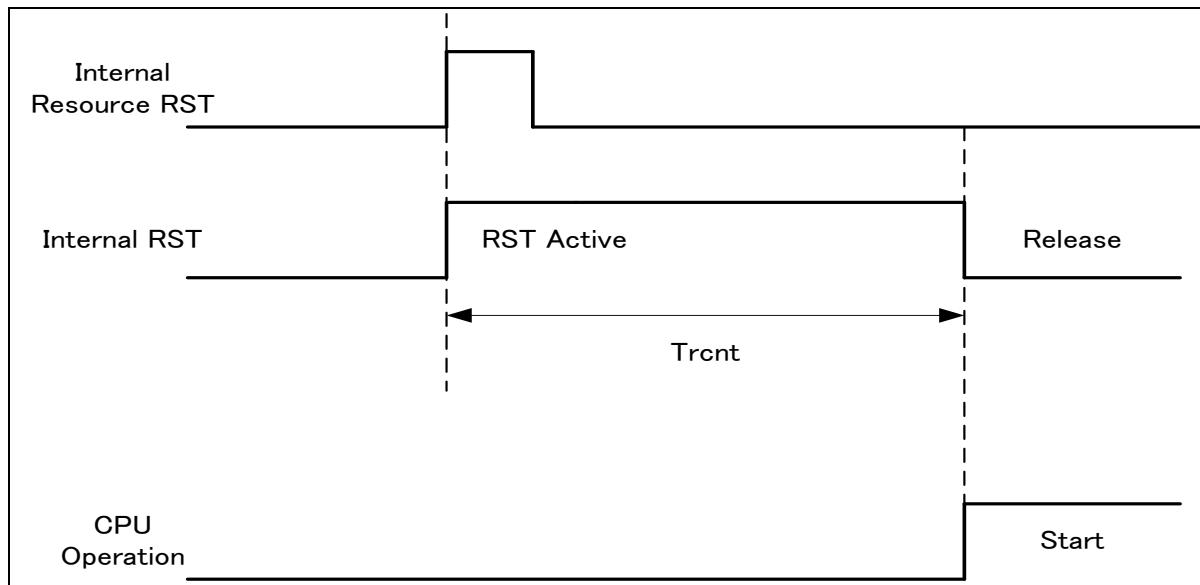 Internal
Resource RST
Internal RST
RST Active
Release
Trcnt
CPU
Operation
Start